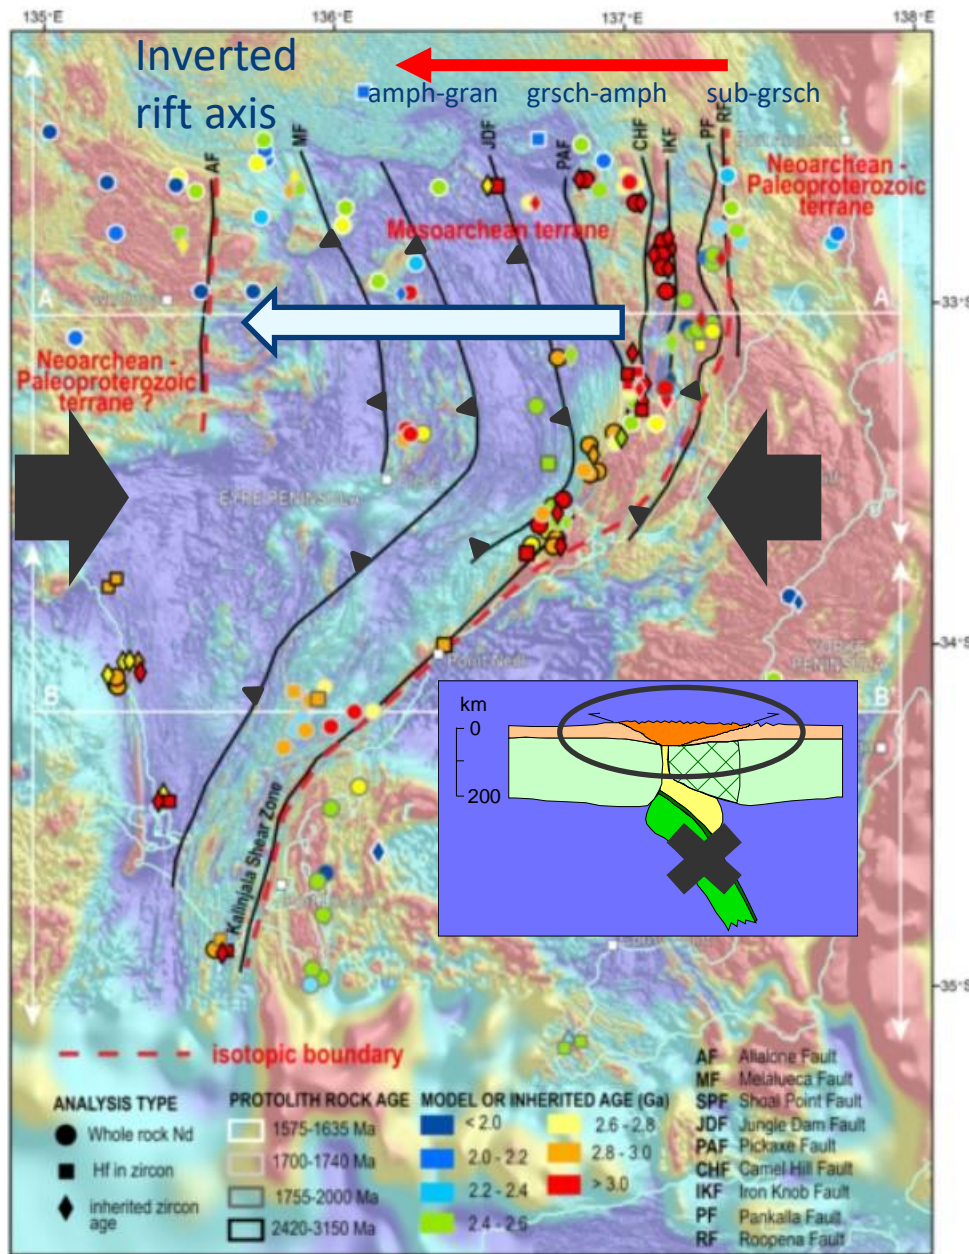 135°E
136°E
137°E
138°E
Inverted
rift axis
amph-gran
grsch-amph
sub-grsch
AF
MF
JDF
PAF
CHF
IKF
PF
RF
Neoarchean -
Paleoproterozoic
terrane
Mesoarchean terrane
A
A'
33°S
Neoarchean -
Paleoproterozoic
terrane ?
EYRE PENINSULA
34°S
Point Neill
YORKE
PENINSULA
B
B'
km
0
200
Kalinjala Shear Zone
35°S
isotopic boundary
ANALYSIS TYPE
Whole rock Nd
Hf in zircon
inherited zircon
age
PROTOLITH ROCK AGE
1575-1635 Ma
1700-1740 Ma
1755-2000 Ma
2420-3150 Ma
MODEL OR INHERITED AGE (Ga)
< 2.0
2.0 - 2.2
2.2 - 2.4
2.4 - 2.6
2.6 - 2.8
2.8 - 3.0
> 3.0
AF Allalone Fault
MF Melalueca Fault
SPF Shoal Point Fault
JDF Jungle Dam Fault
PAF Pickaxe Fault
CHF Camel Hill Fault
IKF Iron Knob Fault
PF Pankalla Fault
RF Roopena Fault